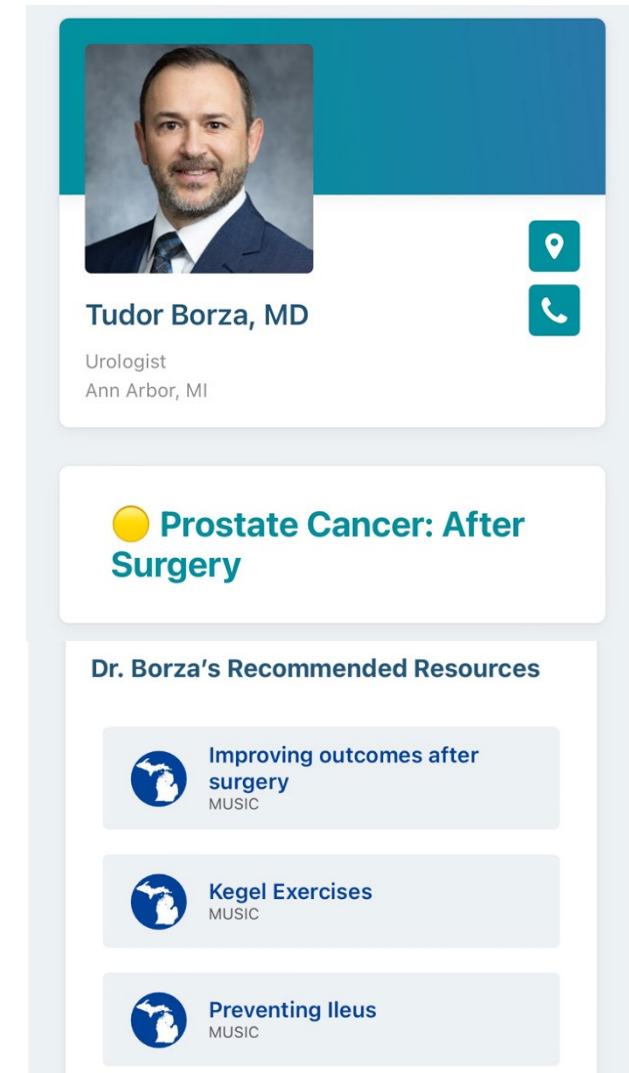 Tudor Borza, MD
Urologist
Ann Arbor, MI
Prostate Cancer: After
Surgery
Dr. Borza’s Recommended Resources
Improving outcomes after
surgery
MUSIC
Kegel Exercises
MUSIC
Preventing Ileus
MUSIC